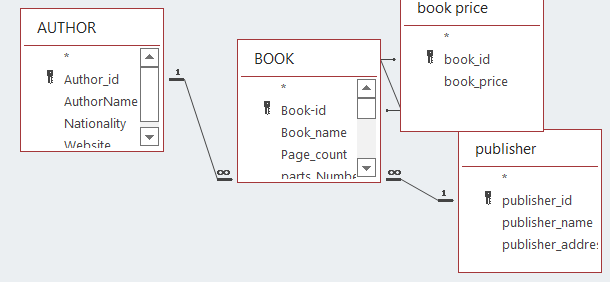 AUTHOR
*
Author_id
AuthorName
Nationality
Website
1
∞
BOOK
*
Book-id
Book_name
Page_count
parts_Numbe
∞
1
book price
*
book_id
book_price
publisher
*
publisher_id
publisher_name
publisher_addres